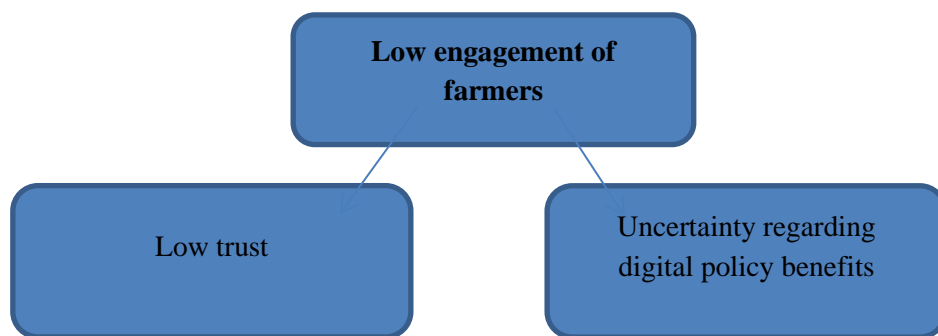 Low engagement of
farmers
Low trust
Uncertainty regarding
digital policy benefits